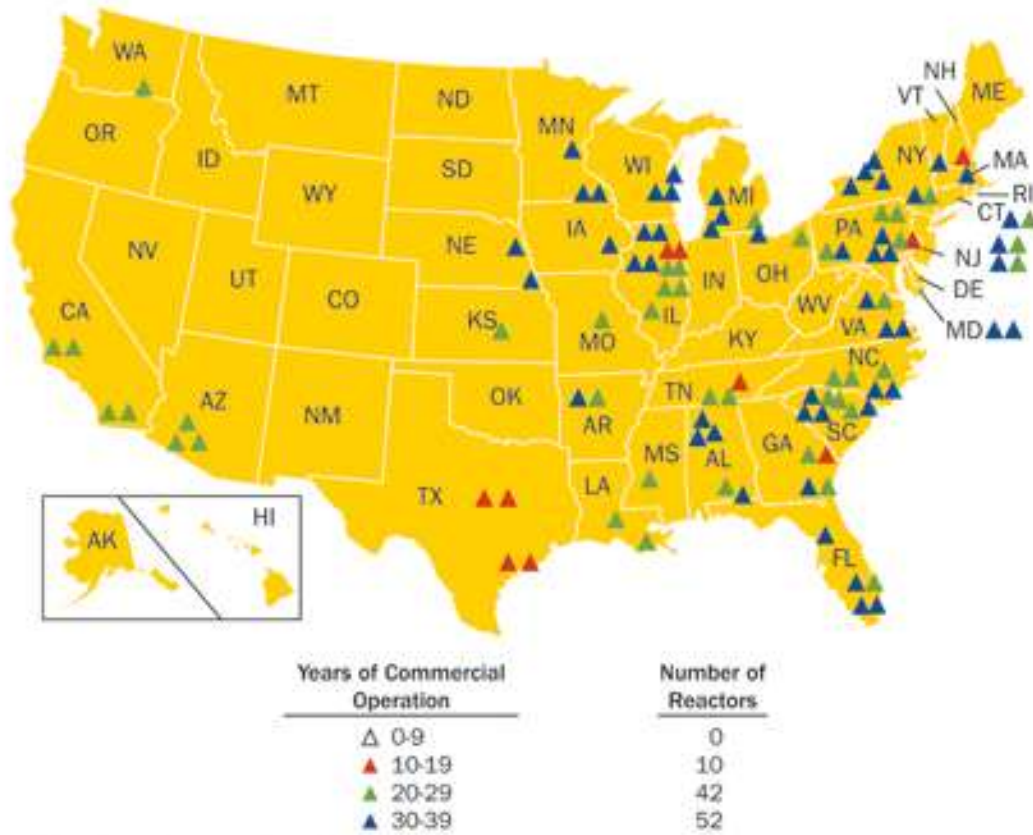 WA
OR
CA
NV
ID
MT
WY
UT
AZ
CO
NM
ND
SD
NE
KS
OK
TX
MN
IA
MO
AR
LA
WI
IL
MI
IN
OH
KY
TN
MS
AL
GA
FL
SC
NC
VA
WV
PA
NY
VT
NH
ME
MA
RI
CT
NJ
DE
MD
AK
HI
Years of Commercial Operation
Number of Reactors
0-9 0
10-19 10
20-29 42
30-39 52